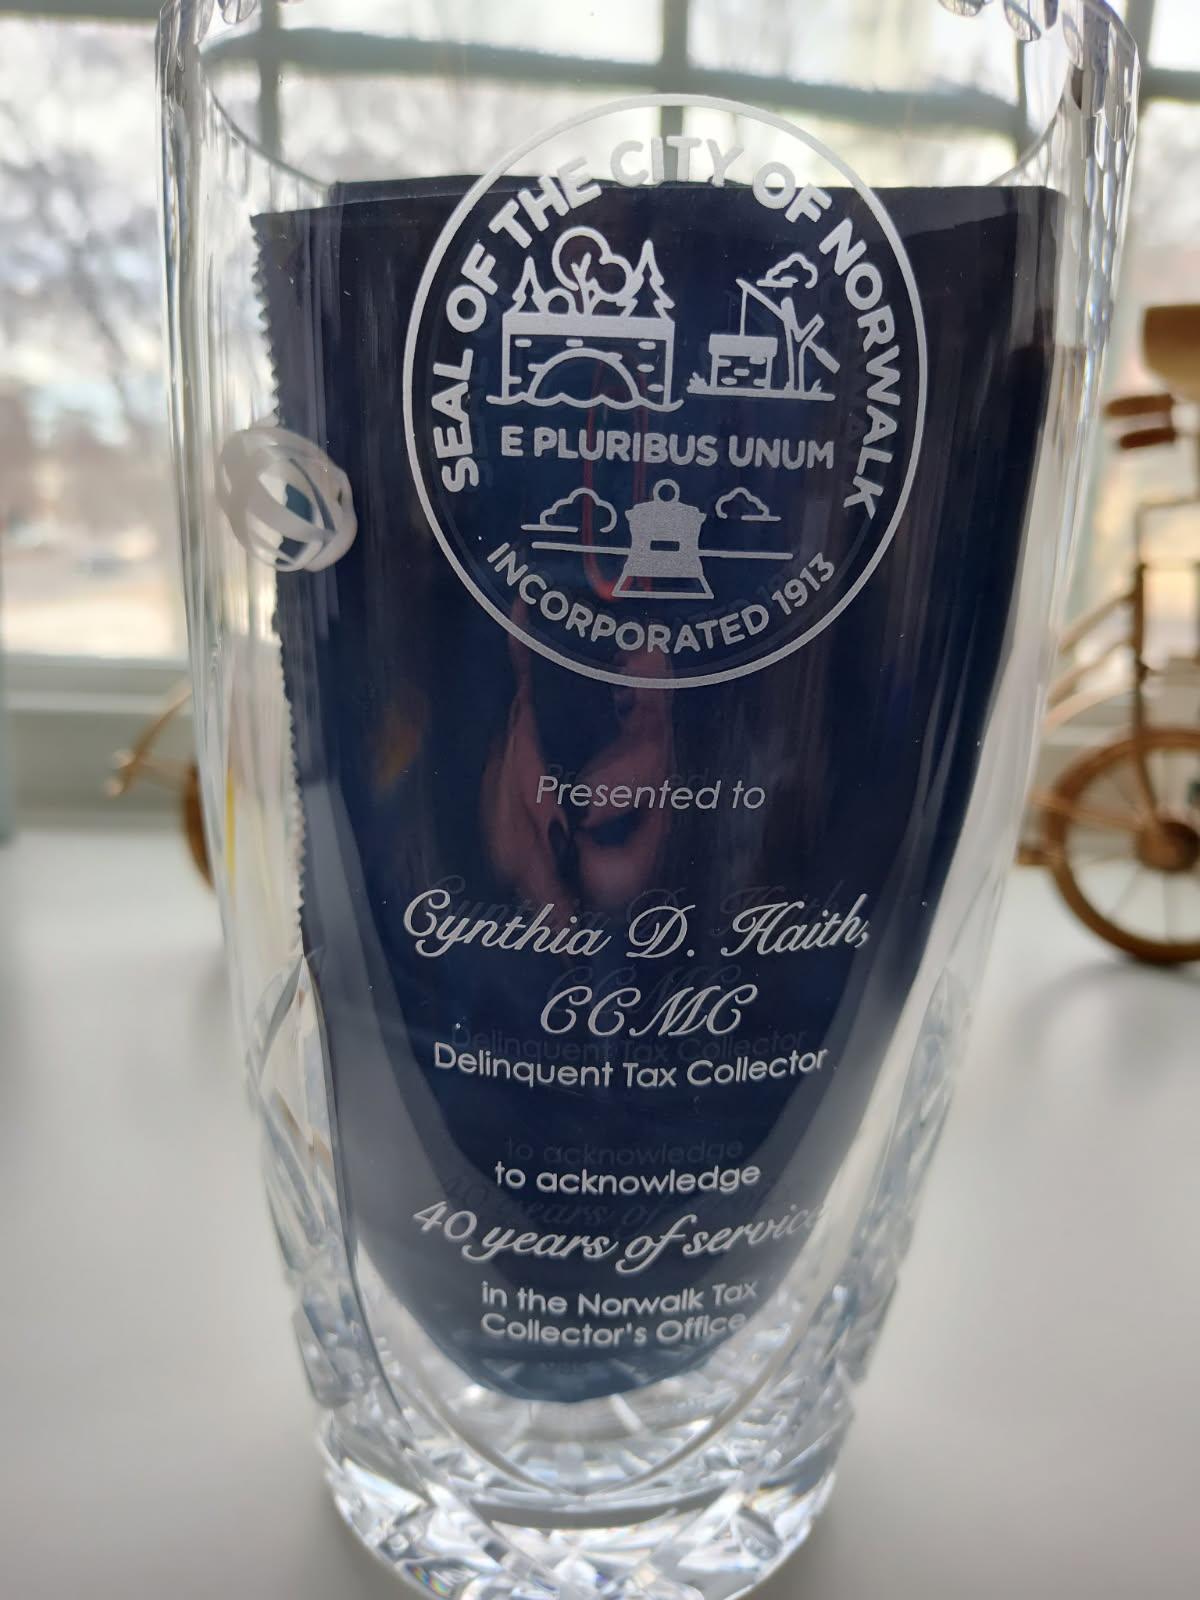 SEAL OF THE CITY OF NORWALK
E PLURIBUS UNUM
INCORPORATED 1913
Presented to
Cynthia D. Haith,
CCMC
Delinquent Tax Collector
to acknowledge
40 years of service
in the Norwalk Tax
Collector's Office